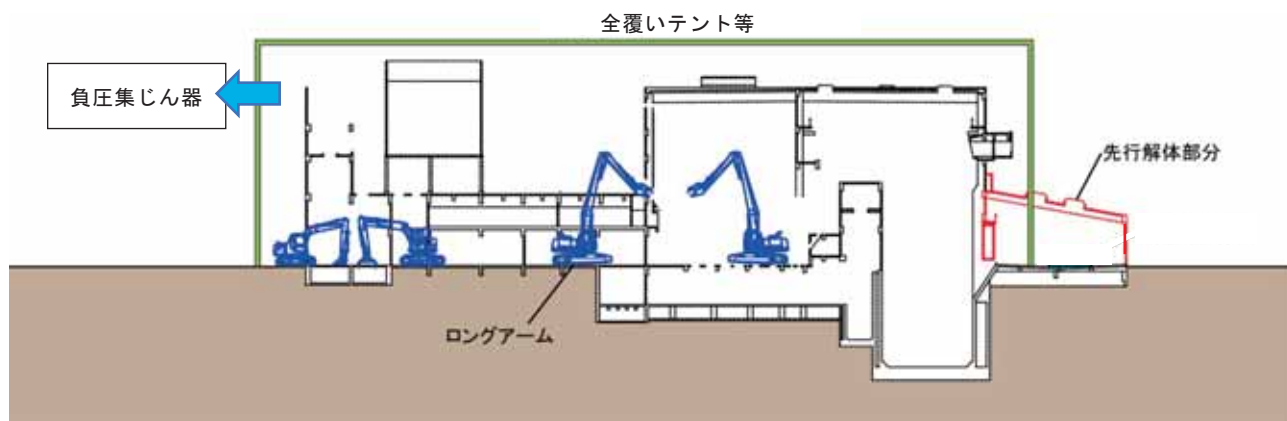 全覆いテント等
負圧集じん器
先行解体部分
ロングアーム